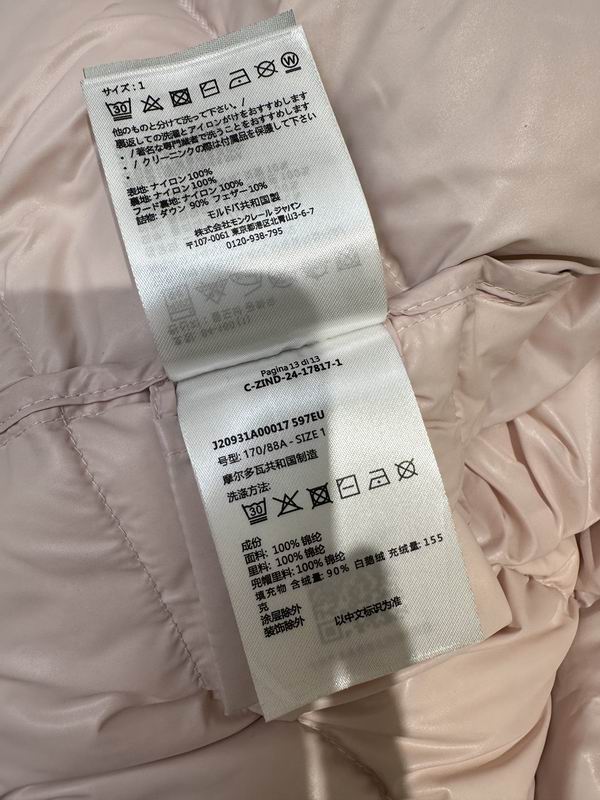 サイズ：1
30
W
他のものと分けて洗って下さい。/
裏返しての洗濯とアイロンがけをおすすめします
・/著名な専門業者で洗うことをおすすめします
・/クリーニングの際は付属品を保護して下さい
・
表地: ナイロン100%
裏地: ナイロン100%
フード裏地: ナイロン 100%
詰物: ダウン 90% フェザー10%
モルドバ共和国製
株式会社モンクレール ジャパン
〒107-0061 東京都港区北青山3-6-7
0120-938-795
Pagina 13 di 13
C-ZIND-24-17817-1
J20931A00017 597EU
号型: 170/88A - SIZE 1
摩尔多瓦共和国制造
洗涤方法:
30
成份
面料: 100% 锦纶
里料: 100% 锦纶
兜帽里料: 100% 锦纶
填充物 含绒量: 90% 白鹅绒 充绒量: 155
克
涂层除外
装饰除外 以中文标识为准